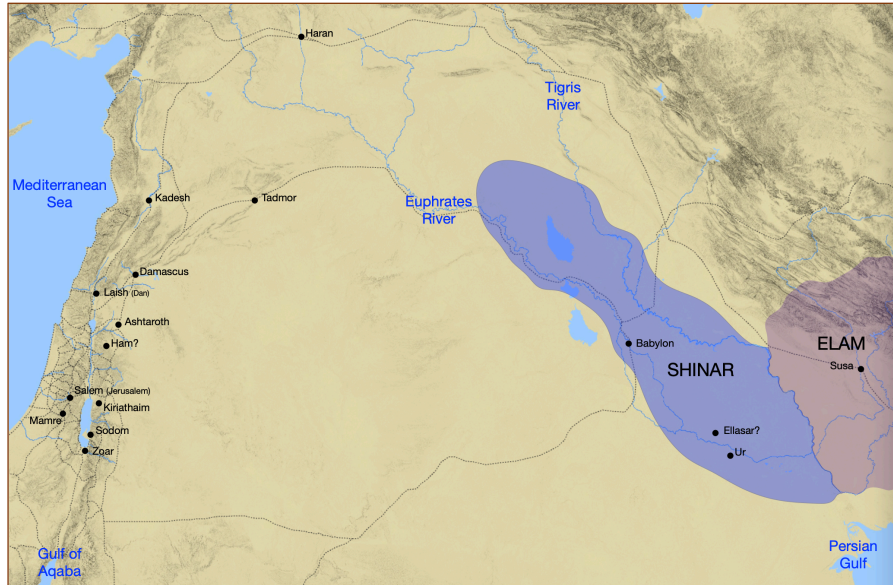 Haran
Tigris
River
Mediterranean
Sea
Kadesh
Tadmor
Euphrates
River
Damascus
Laish (Dan)
Ashtaroth
Ham?
Babylon
ELAM
SHINAR
Susa
Salem (Jerusalem)
Kiriathaim
Mamre
Sodom
Ellasar?
Zoar
Ur
Gulf of
Aqaba
Persian
Gulf